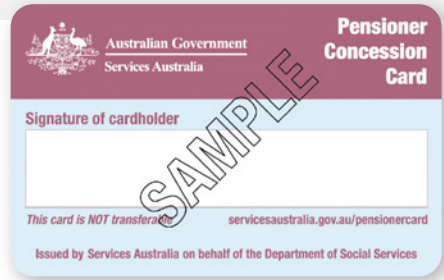 Australian Government
Services Australia
Pensioner
Concession
Card
Signature of cardholder
SAMPLE
This card is NOT transferable
servicesaustralia.gov.au/pensionercard
Issued by Services Australia on behalf of the Department of Social Services